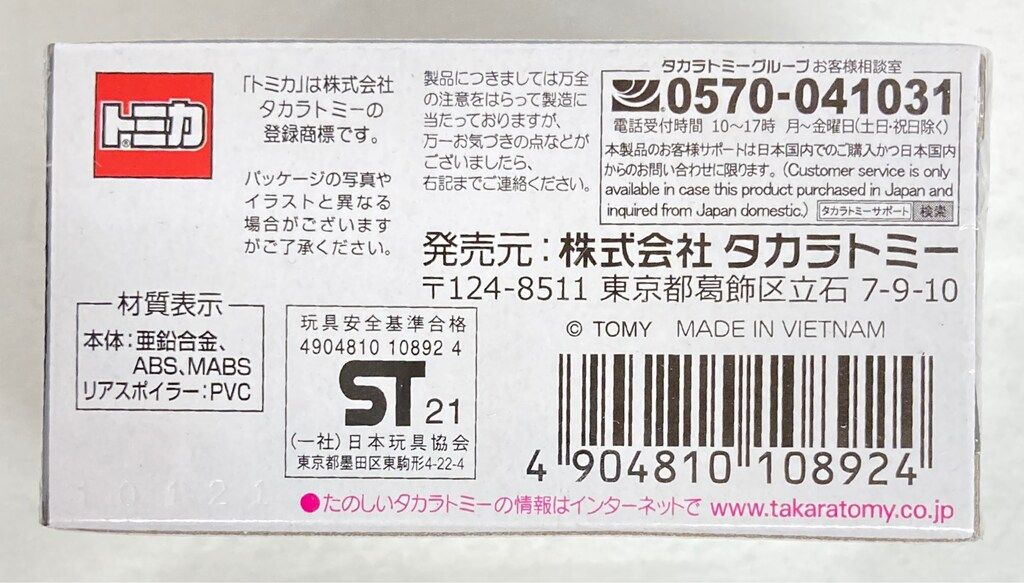 トミカ
®
「トミカ」は株式会社
タカラトミーの
登録商標です。
パッケージの写真や
イラストと異なる
場合がございます
がご了承ください。
製品につきましては万全
の注意をはらって製造に
当たっておりますが、
万一お気づきの点などが
ございましたら、
右記までご連絡ください。
タカラトミーグループ お客様相談室
0570-041031
電話受付時間 10〜17時 月〜金曜日(土日・祝日除く)
本製品のお客様サポートは日本国内でのご購入かつ日本国内
からのお問い合わせに限ります。(Customer service is only
available in case this product purchased in Japan and
inquired from Japan domestic.) タカラトミーサポート 検索
発売元:株式会社 タカラトミー
〒124-8511 東京都葛飾区立石 7-9-10
© TOMY MADE IN VIETNAM
材質表示
本体:亜鉛合金、
ABS、MABS
リアスポイラー:PVC
玩具安全基準合格
4904810 10892 4
ST 21
(一社)日本玩具協会
東京都墨田区東駒形4-22-4
4 904810 108924
●たのしいタカラトミーの情報はインターネットで www.takaratomy.co.jp